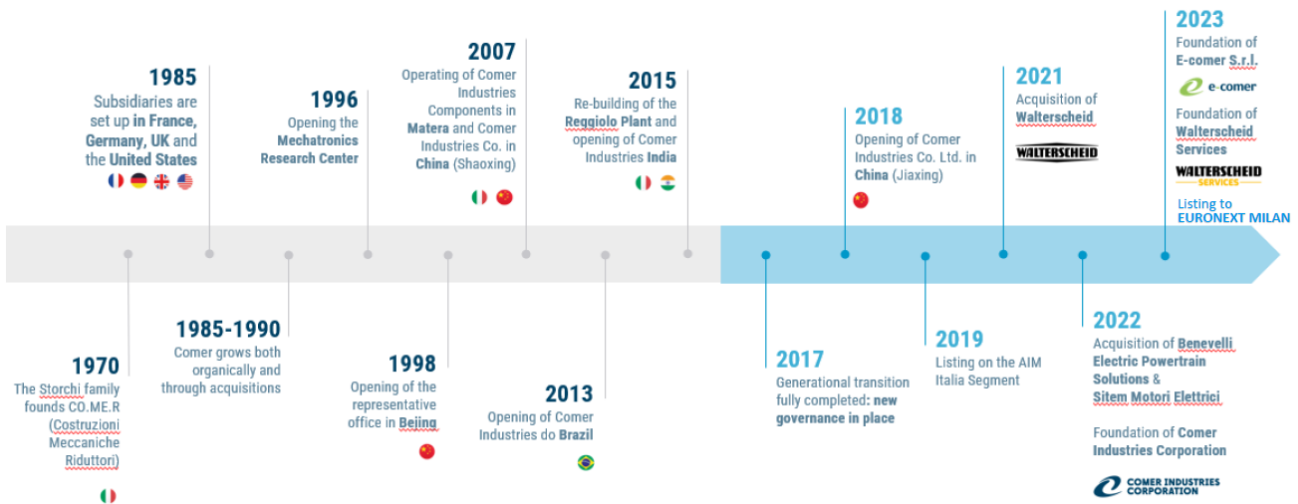 1970
The Storchi family
founds CO.ME.R
(Costruzioni
Meccaniche
Riduttori)
1985
Subsidiaries are
set up in France,
Germany, UK and
the United States
1985-1990
Comer grows both
organically and
through acquisitions
1996
Opening the
Mechatronics
Research Center
1998
Opening of the
representative
office in Bejing
2007
Operating of Comer
Industries
Components in
Matera and Comer
Industries Co. in
China (Shaoxing)
2013
Opening of Comer
Industries do Brazil
2015
Re-building of the
Reggiolo Plant and
opening of Comer
Industries India
2017
Generational transition
fully completed: new
governance in place
2018
Opening of Comer
Industries Co. Ltd. in
China (Jiaxing)
2019
Listing on the AIM
Italia Segment
2021
Acquisition of
Walterscheid
WALTERSCHEID
2022
Acquisition of Benevelli
Electric Powertrain
Solutions &
Sitem Motori Elettrici
Foundation of Comer
Industries Corporation
COMER INDUSTRIES
CORPORATION
2023
Foundation of
E-comer S.r.l.
e-comer
Foundation of
Walterscheid
Services
WALTERSCHEID
SERVICES
Listing to
EURONEXT MILAN